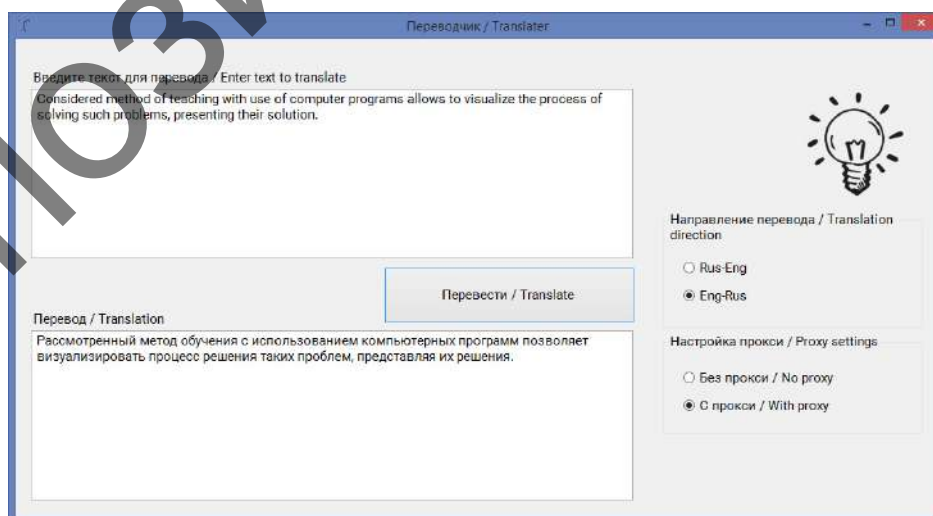 Переводчик / Translater
Введите текст для перевода / Enter text to translate
Considered method of teaching with use of computer programs allows to visualize the process of
solving such problems, presenting their solution.
Направление перевода / Translation
direction
Rus-Eng
Eng-Rus
Перевести / Translate
Перевод / Translation
Рассмотренный метод обучения с использованием компьютерных программ позволяет
визуализировать процесс решения таких проблем, представляя их решения.
Настройка прокси / Proxy settings
Без прокси / No proxy
С прокси / With proxy